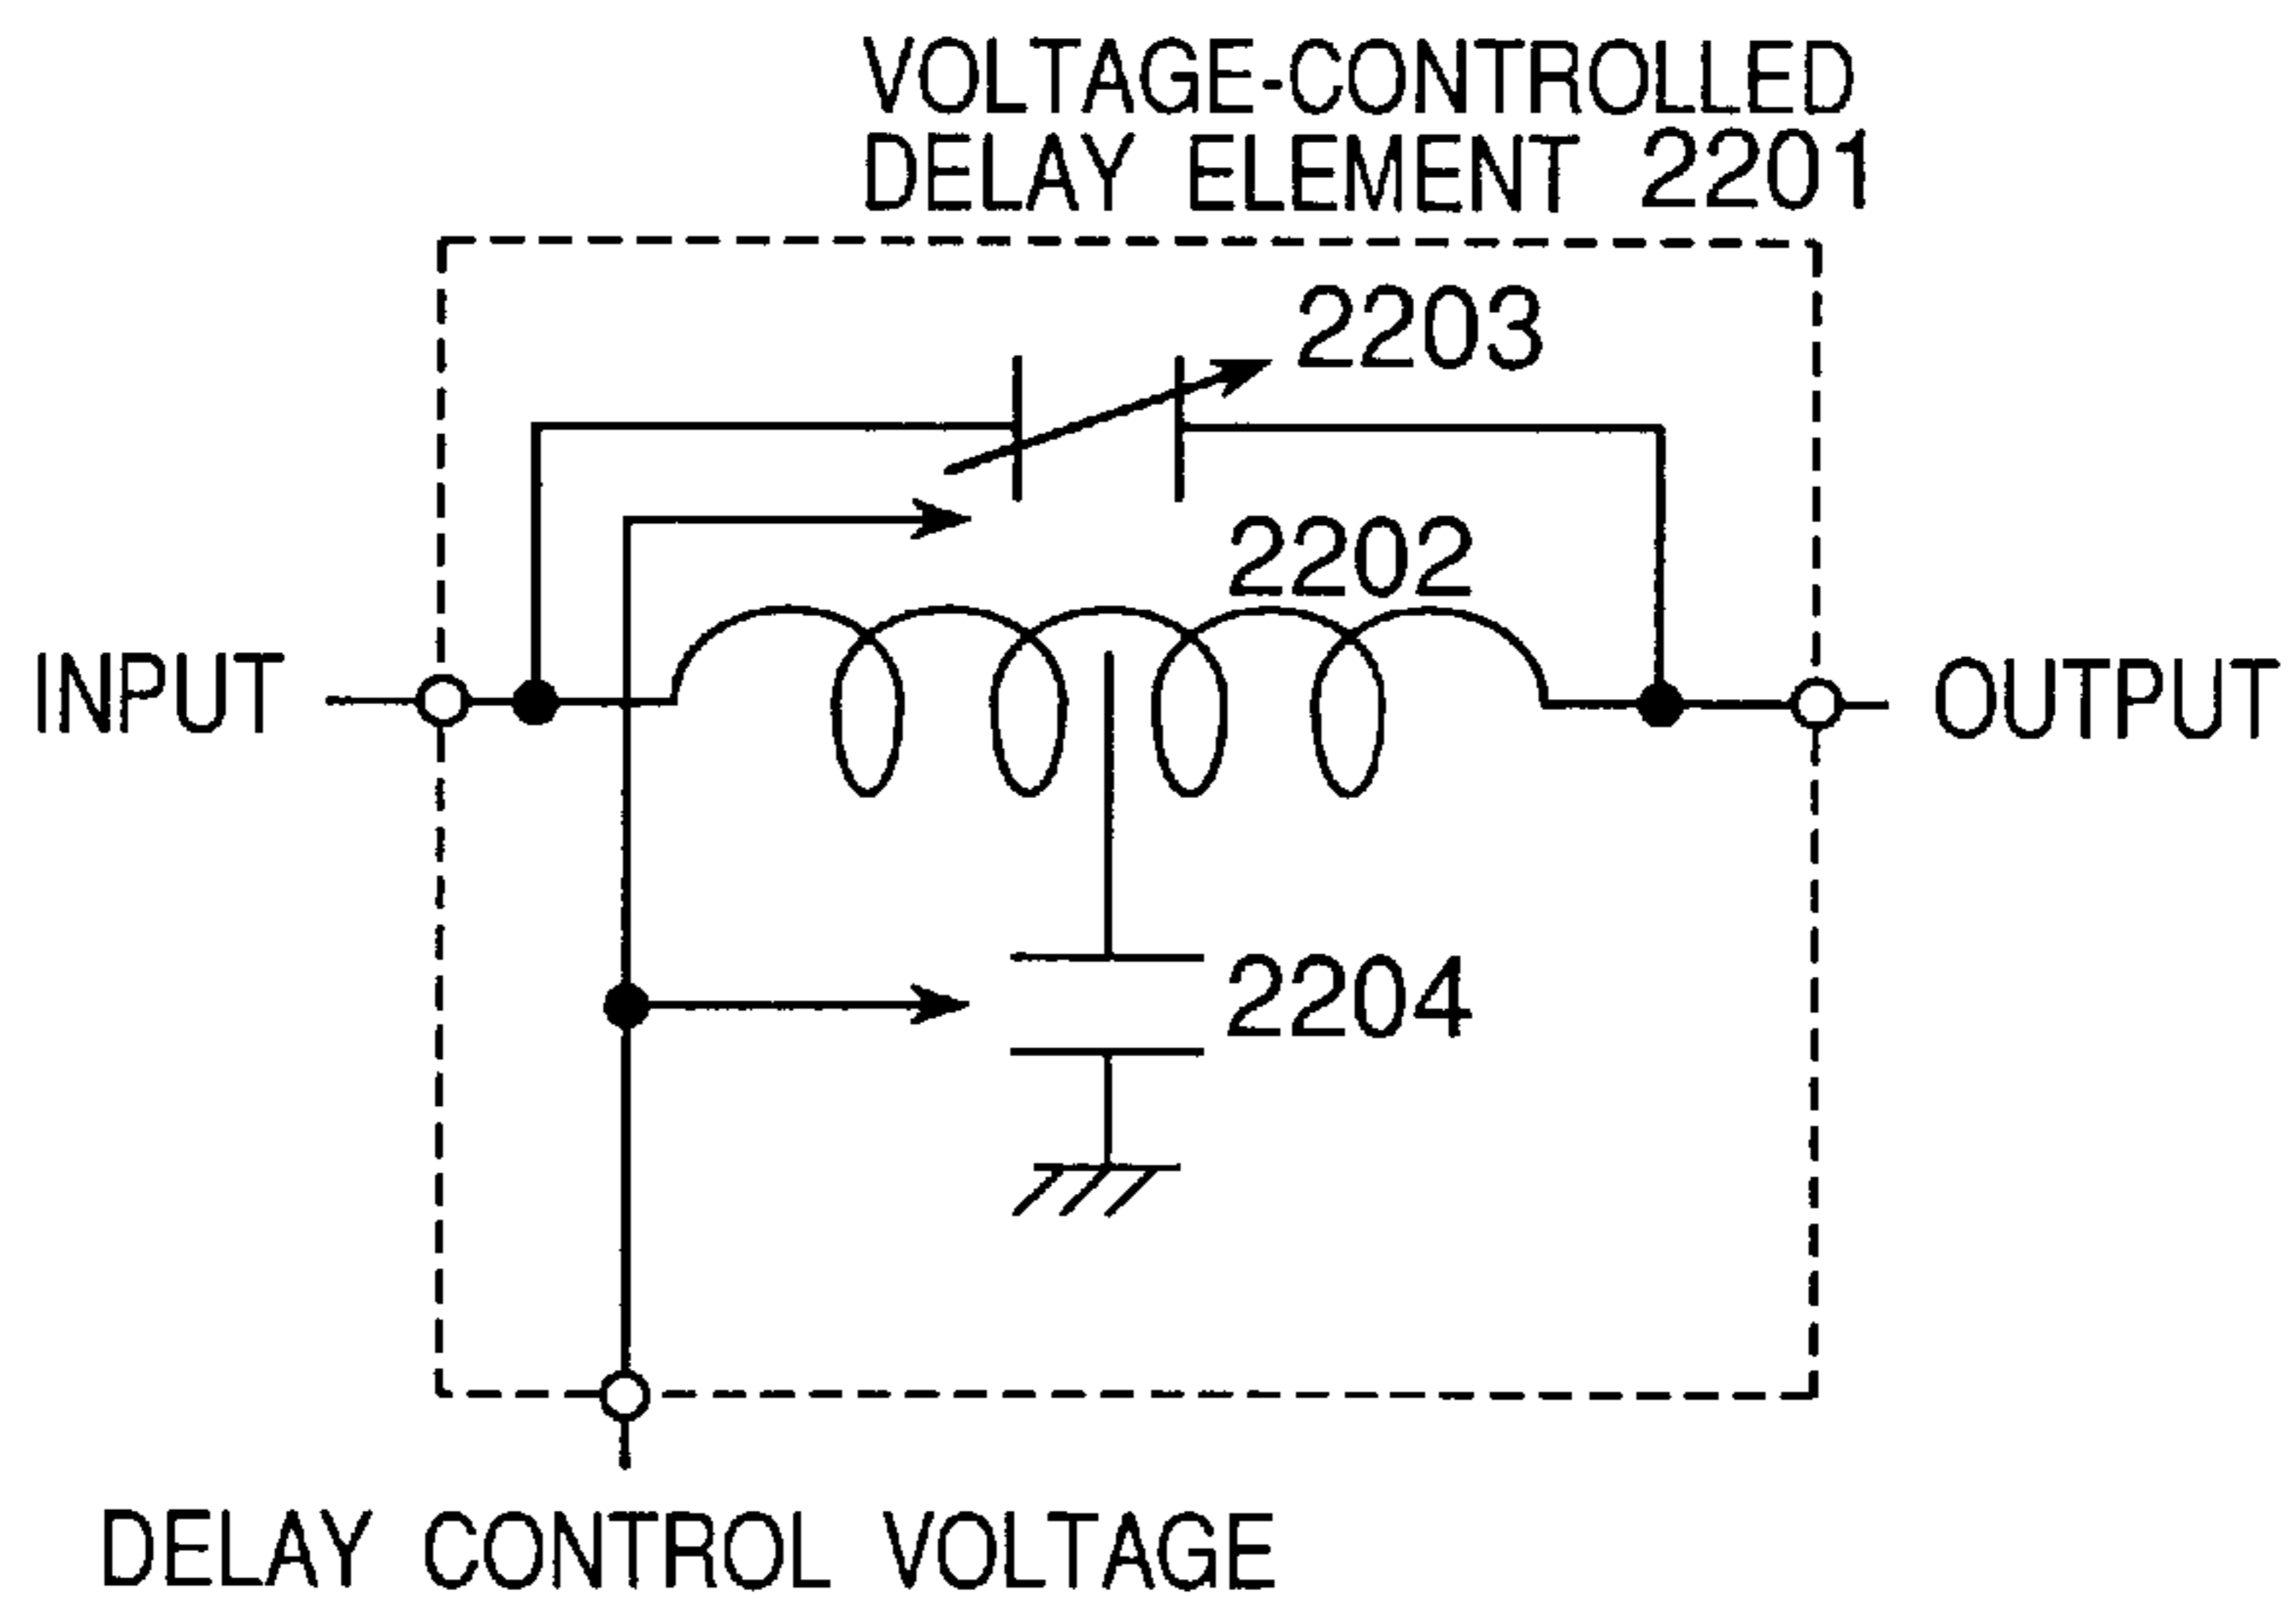 VOLTAGE-CONTROLLED
DELAY ELEMENT 2201
2203
2202
INPUT
OUTPUT
2204
DELAY CONTROL VOLTAGE